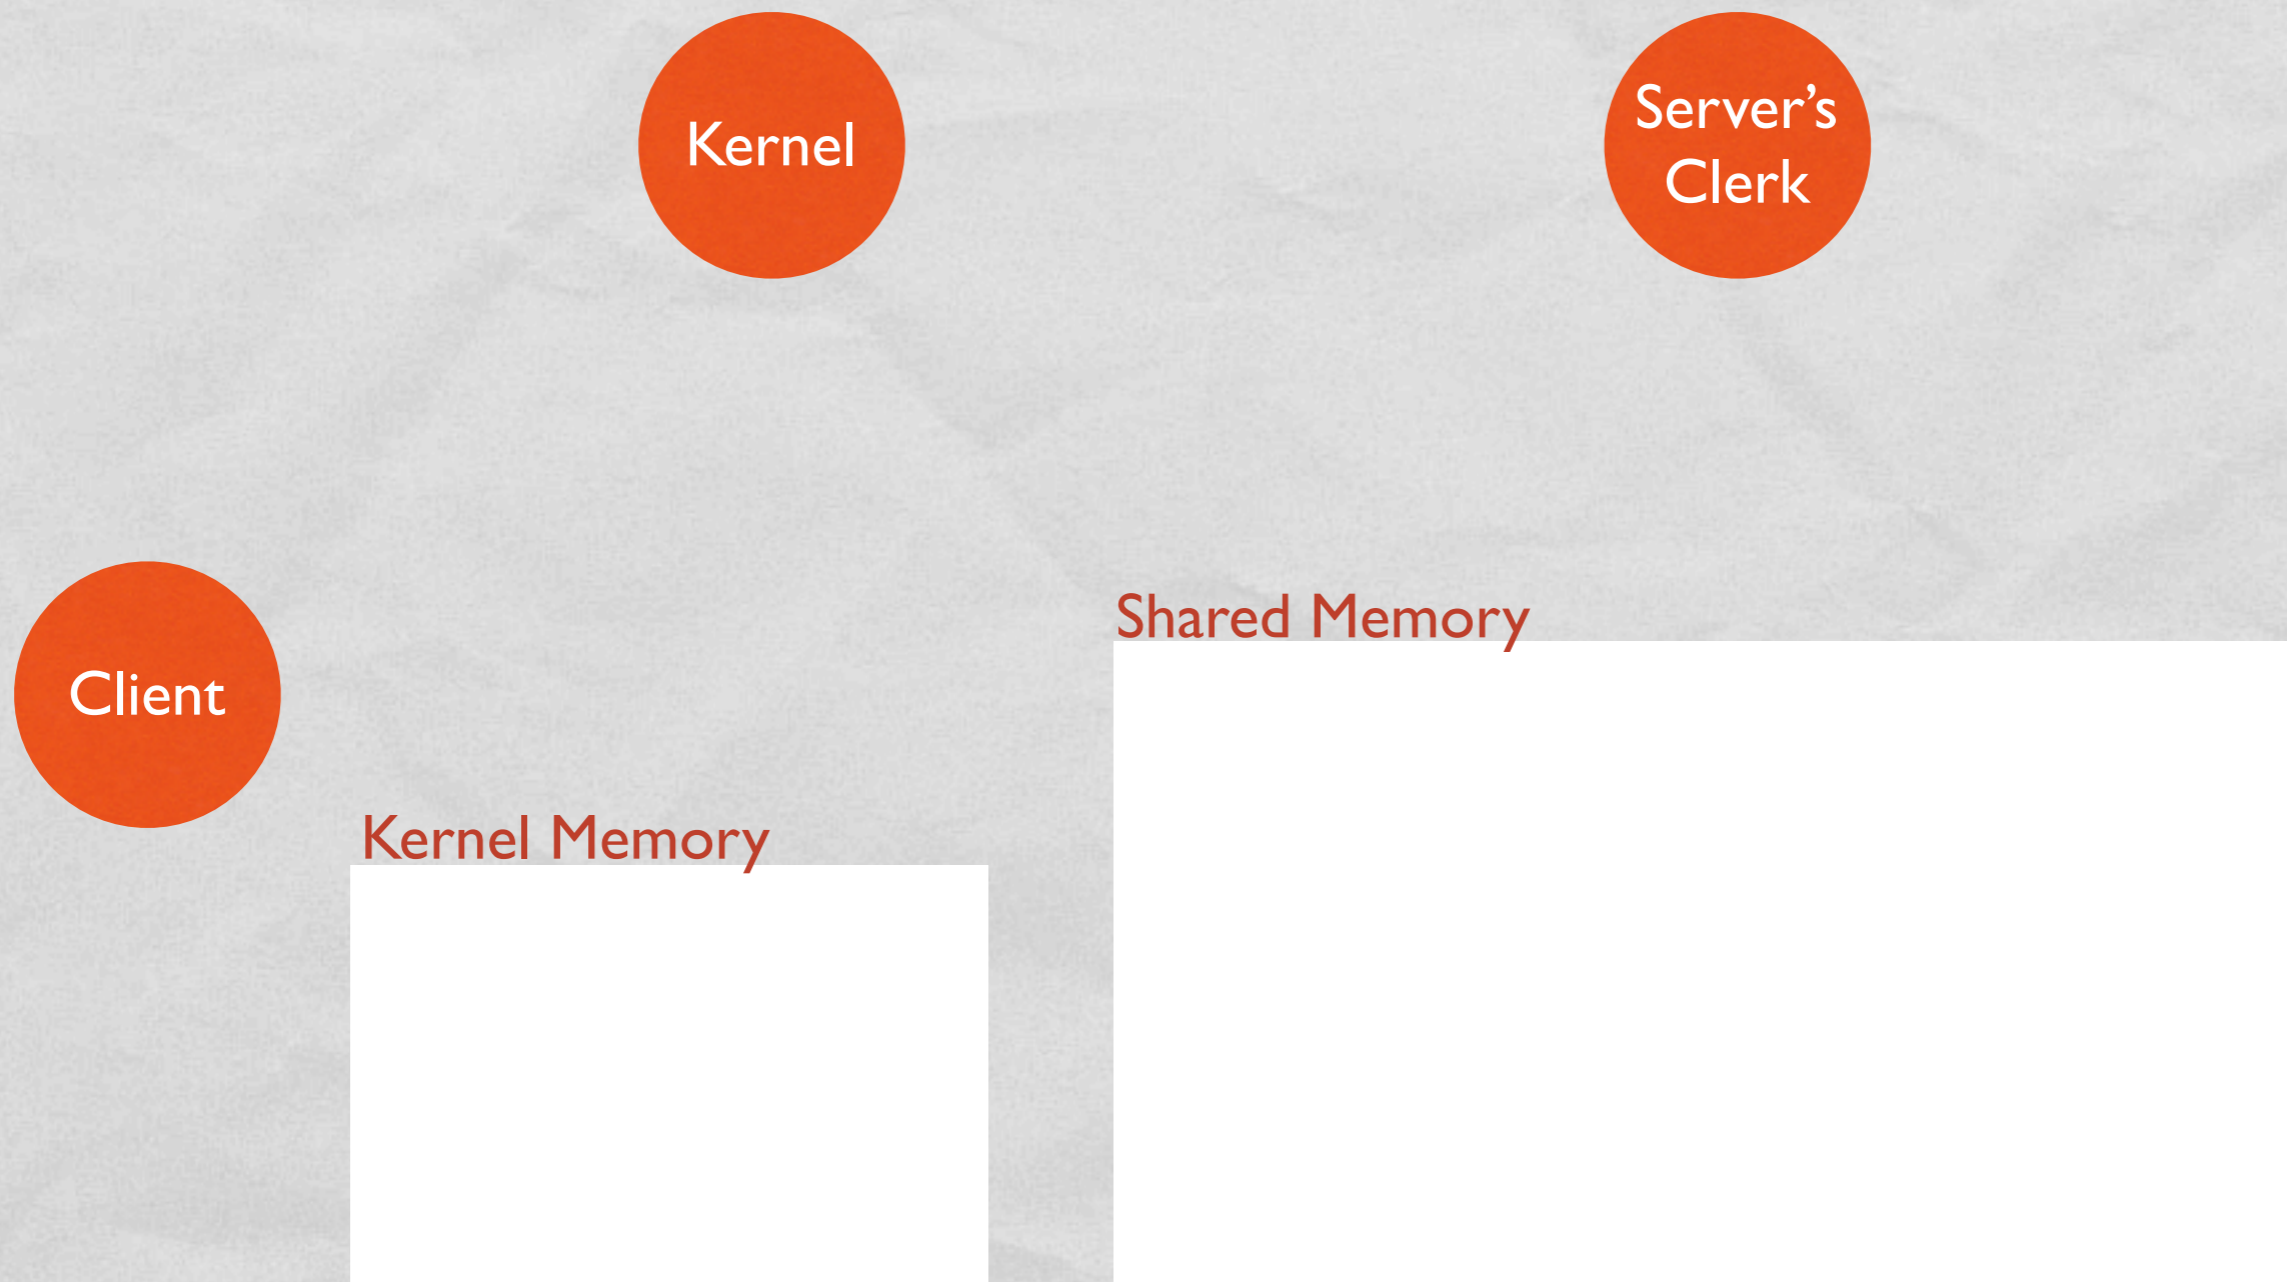 Kernel
Server’s
Clerk
Client
Shared Memory
Kernel Memory